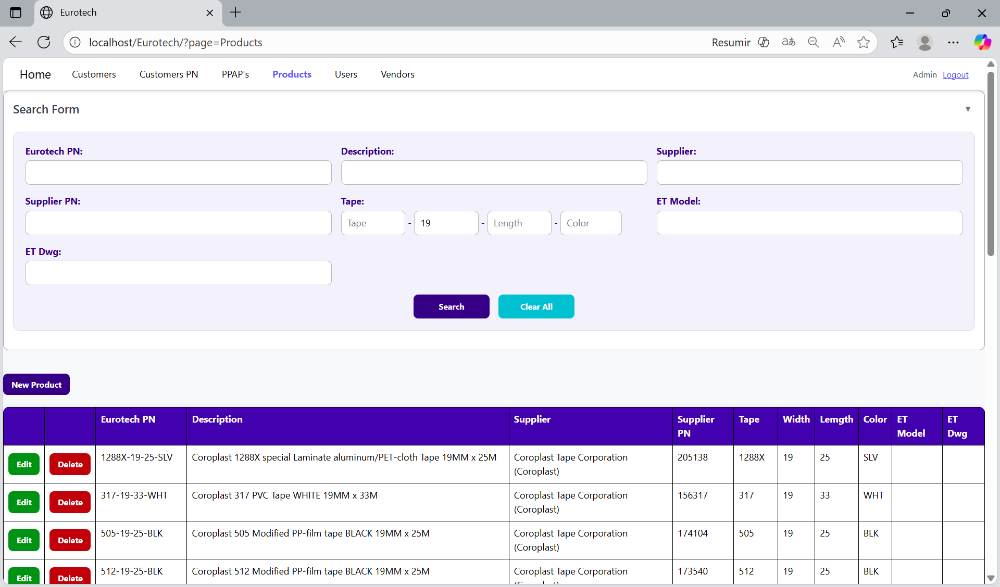 Eurotech
localhost/Eurotech/?page=Products
Resumir
Home Customers Customers PN PPAP's Products Users Vendors Admin Logout
Search Form
Eurotech PN: Description: Supplier:
Supplier PN: Tape: ET Model:
Tape - 19 - Length - Color
ET Dwg:
Search Clear All
New Product
Eurotech PN Description Supplier Supplier PN Tape Width Lemgth Color ET Model ET Dwg
Edit Delete 1288X-19-25-SLV Coroplast 1288X special Laminate aluminum/PET-cloth Tape 19MM x 25M Coroplast Tape Corporation (Coroplast) 205138 1288X 19 25 SLV
Edit Delete 317-19-33-WHT Coroplast 317 PVC Tape WHITE 19MM x 33M Coroplast Tape Corporation (Coroplast) 156317 317 19 33 WHT
Edit Delete 505-19-25-BLK Coroplast 505 Modified PP-film tape BLACK 19MM x 25M Coroplast Tape Corporation (Coroplast) 174104 505 19 25 BLK
Edit Delete 512-19-25-BLK Coroplast 512 Modified PP-film tape BLACK 19MM x 25M Coroplast Tape Corporation 173540 512 19 25 BLK